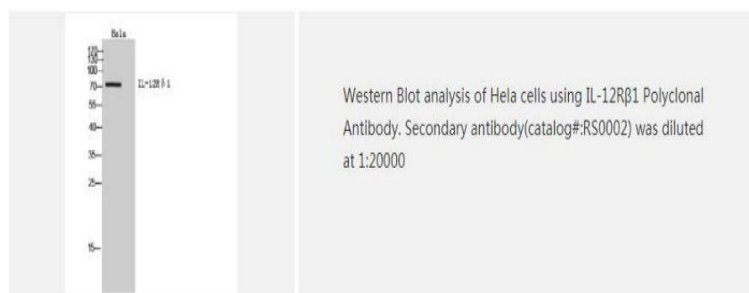 Hela
170
130
100
70
IL-12Rβ1
55
40
35
25
15
Western Blot analysis of Hela cells using IL-12Rβ1 Polyclonal
Antibody. Secondary antibody(catalog#:RS0002) was diluted
at 1:20000